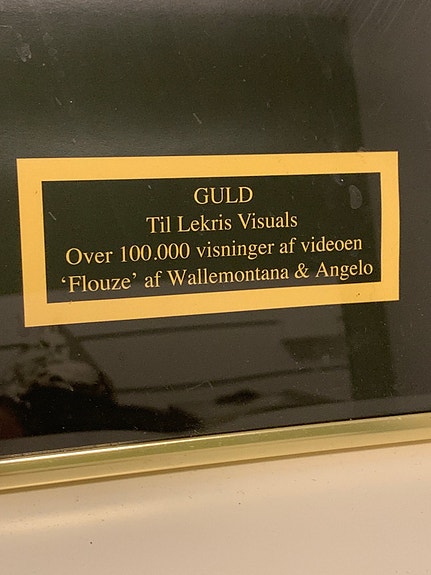 GULD
Til Lekris Visuals
Over 100.000 visninger af videoen
‘Flouze’ af Wallemontana & Angelo